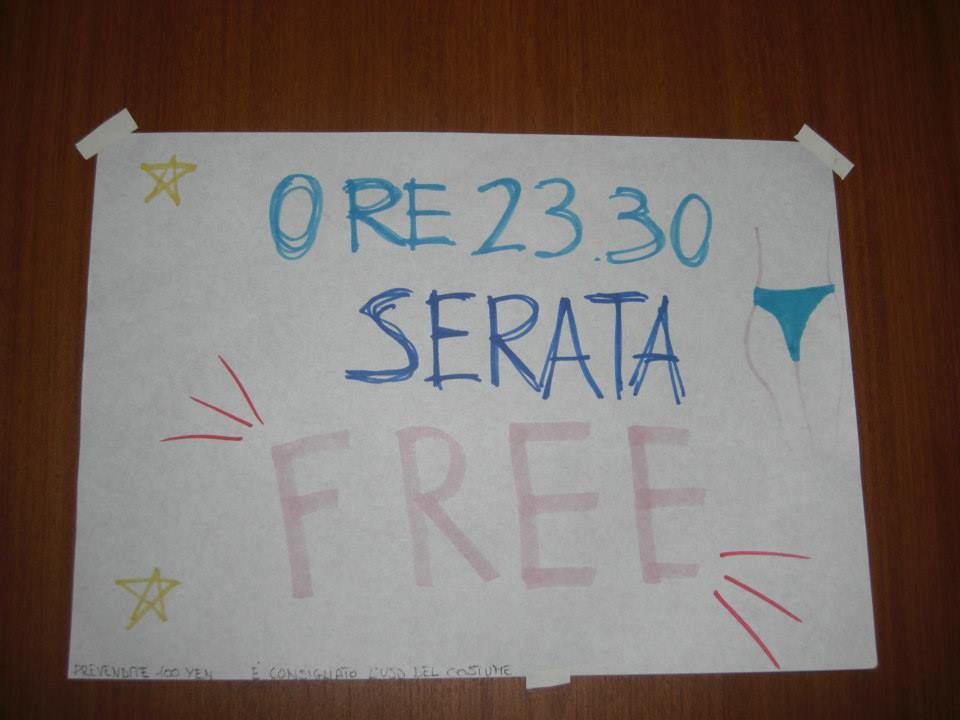 ORE 23.30
SERATA
FREE
PREVENDITE 100 YEN È CONSIGLIATO L'USO DEL COSTUME